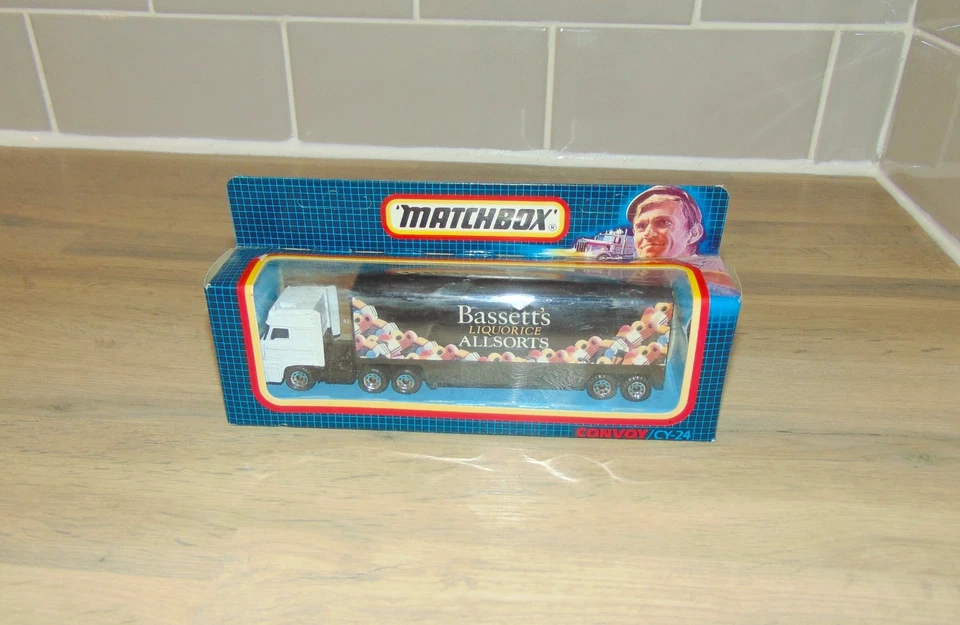 'MATCHBOX'®
Bassett's
LIQUORICE
ALLSORTS
CONVOY/CY-24